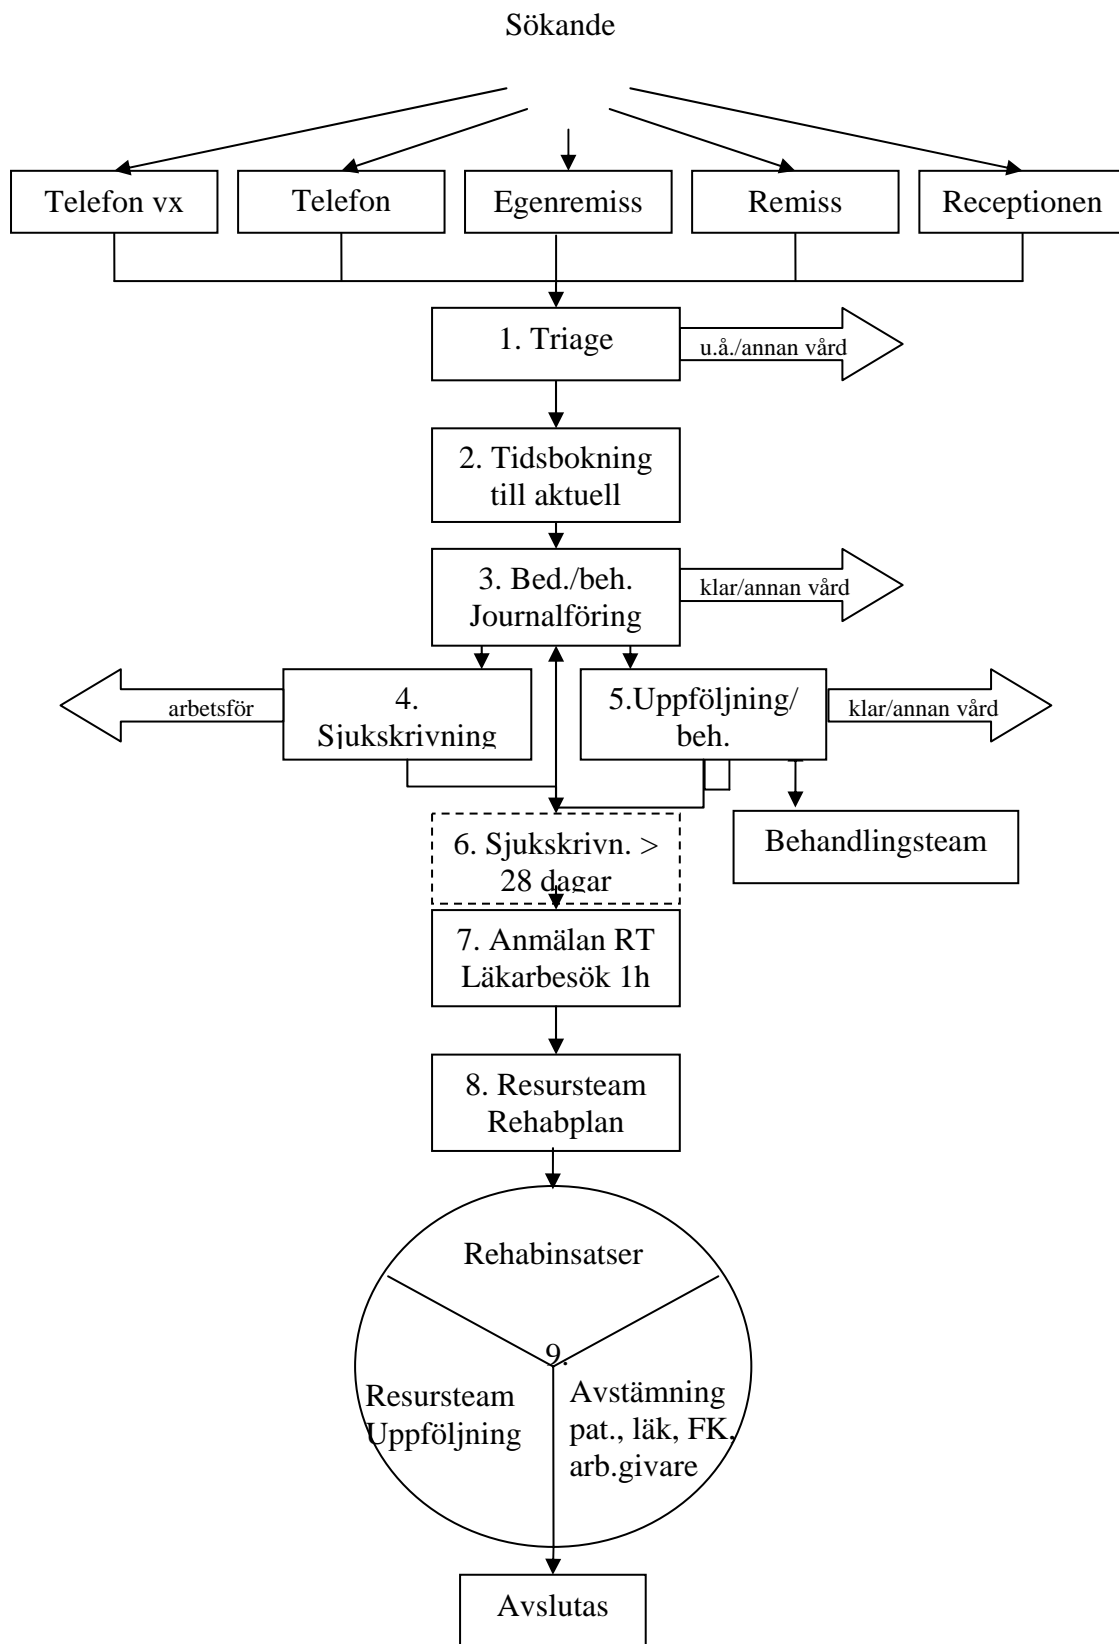 Sökande
Telefon vx
Telefon
Egenremiss
Remiss
Receptionen
1. Triage
u.å./annan vård
2. Tidsbokning
till aktuell
3. Bed./beh.
Journalföring
klar/annan vård
arbetsför
4.
Sjukskrivning
5.Uppföljning/
beh.
klar/annan vård
6. Sjukskrivn. >
28 dagar
Behandlingsteam
7. Anmälan RT
Läkarbesök 1h
8. Resursteam
Rehabplan
Rehabinsatser
9.
Resursteam
Uppföljning
Avstämning
pat., läk, FK,
arb.givare
Avslutas